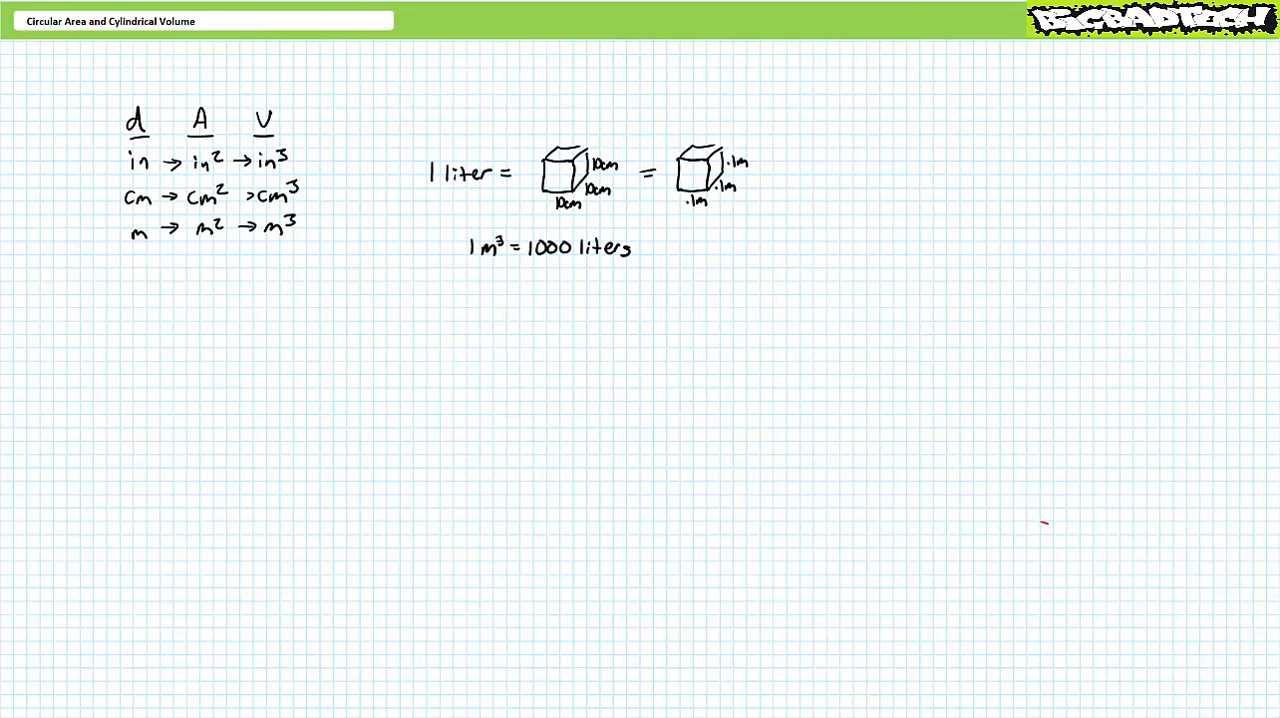 Circular Area and Cylindrical Volume
BIGBADTECH
d A V
in → in² → in³
cm → cm² > cm³
m → m² → m³
1 liter = 10cm 10cm 10cm = .1m .1m .1m
1 m³ = 1000 liters